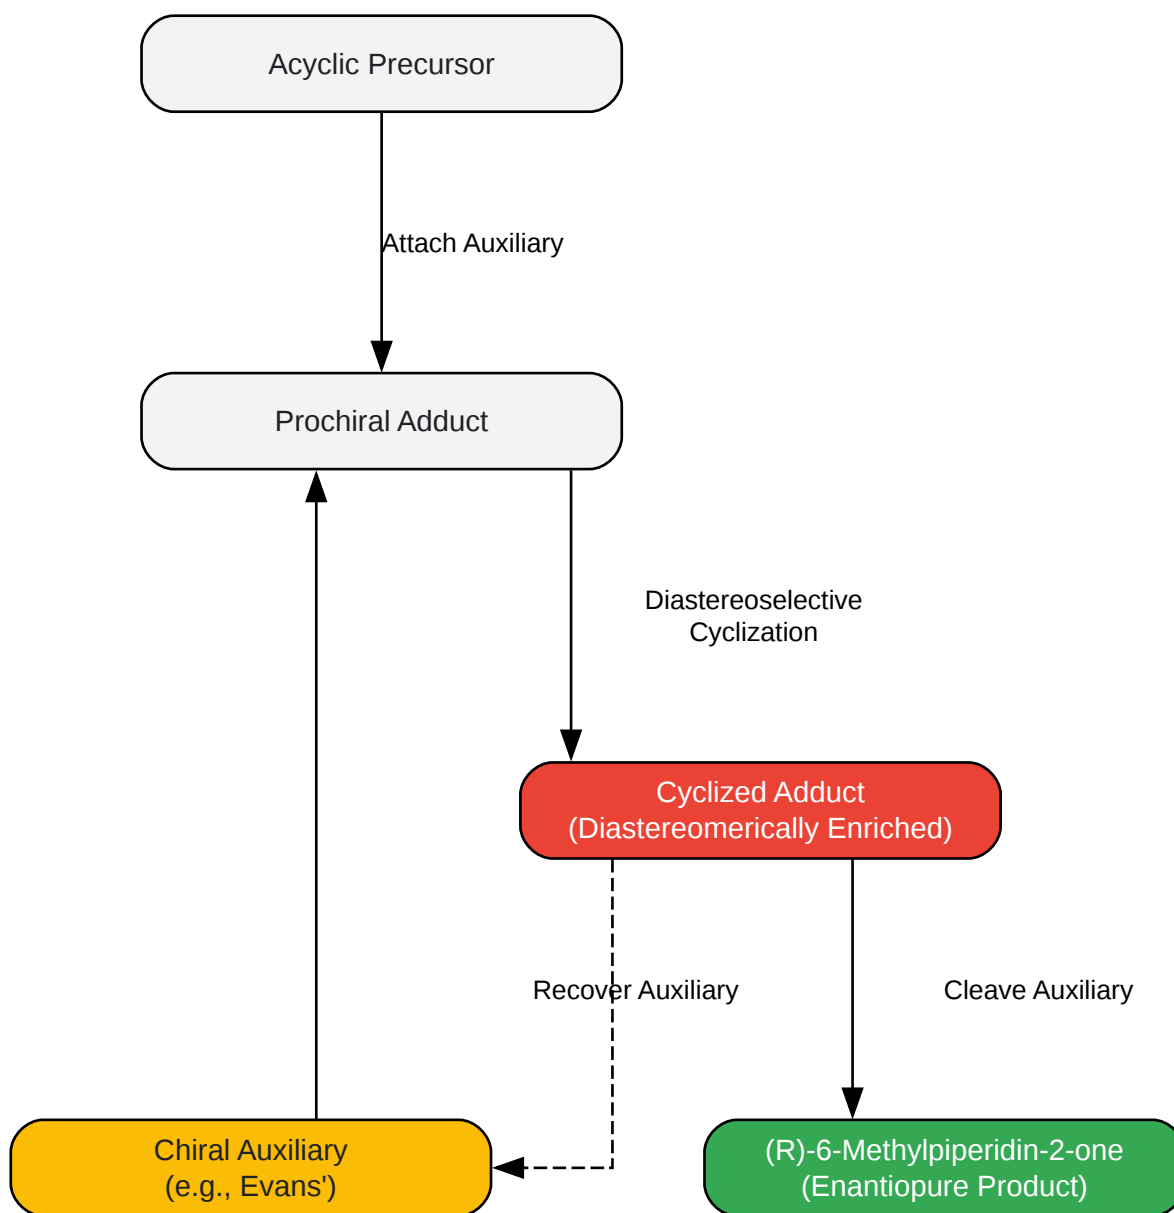 Acyclic Precursor
Attach Auxiliary
Prochiral Adduct
Diastereoselective
Cyclization
Cyclized Adduct
(Diastereomerically Enriched)
Recover Auxiliary
Cleave Auxiliary
Chiral Auxiliary
(e.g., Evans')
(R)-6-Methylpiperidin-2-one
(Enantiopure Product)